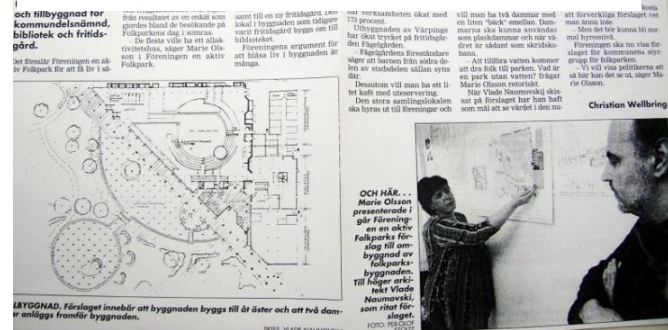 och tillbyggnad för
kommundelsnämnd,
bibliotek och fritids-
gård.
Det föreslår Föreningen en ak-
tiv Folkpark för att få liv i så-
från resultatet av en enkät som
gjordes bland de besökande på
Folkparkens dag i somras.
– De flesta ville ha ett allak-
tivitetshus, säger Marie Ols-
son i Föreningen en aktiv
Folkpark.
samt till en ny fritidsgård. Den
lokal i byggnaden som tidigare
varit fritidsgård byggs om till
biblioteket.
Föreningens argument för
att blåsa liv i byggnaden är
många.
har verksamheten ökat med
173 procent.
Utbyggnaden av Värpinge
har ökat trycket på fritidsgår-
den Fågelgården.
– Fågelgårdens föreståndare
säger att barnen från södra de-
len av stadsdelen sällan syns
där.
Dessutom vill man ha ett li-
tet kafé med uteservering.
Den stora samlingslokalen
ska hyras ut till föreningar och
vill man ha två dammar med
en liten "bäck" emellan. Dam-
marna ska kunna användas
som plaskdammar och när vä-
dret är sådant som skridsko-
bana.
– Att tillföra vatten kommer
att dra folk till parken. Vad är
en park utan vatten? frågar
Marie Olsson retoriskt.
När Vlade Naumovskij skis-
sat på förslaget har han haft
som mål att se värdet i den nu-
kosta
att förverkliga förslaget vet
man ännu inte.
– Men det bör kunna bli nor-
mal hyresnivå.
Föreningen ska nu visa för-
slaget för kommunens styr-
grupp för folkparken.
– Vi vill visa politikerna att
så här kan det se ut, säger Ma-
rie Olsson.
Christian Wellbring
OCH HÄR...
Marie Olsson
presenterade i
går Förening-
en en aktiv
Folkparks för-
slag till om-
byggnad av
folkparks-
byggnaden.
Till höger arki-
tekt Vlade
Naumovski,
som ritat för-
slaget.
FOTO: PER-OLOF
LBYGGNAD. Förslaget innebär att byggnaden byggs till åt öster och att två dam-
ar anläggs framför byggnaden.